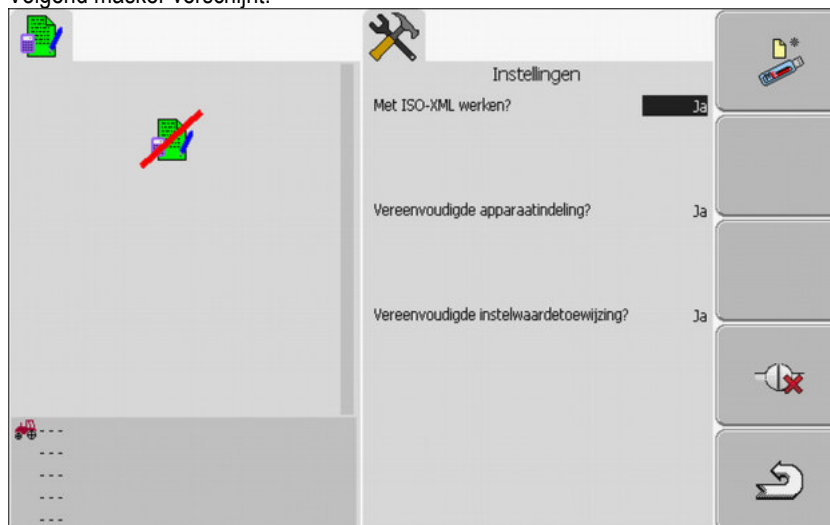 Volgend masker verschijnt:
Instellingen
Met ISO-XML werken? Ja
Vereenvoudigde apparaatindeling? Ja
Vereenvoudigde instelwaardetoewijzing? Ja
---
---
---
---
---